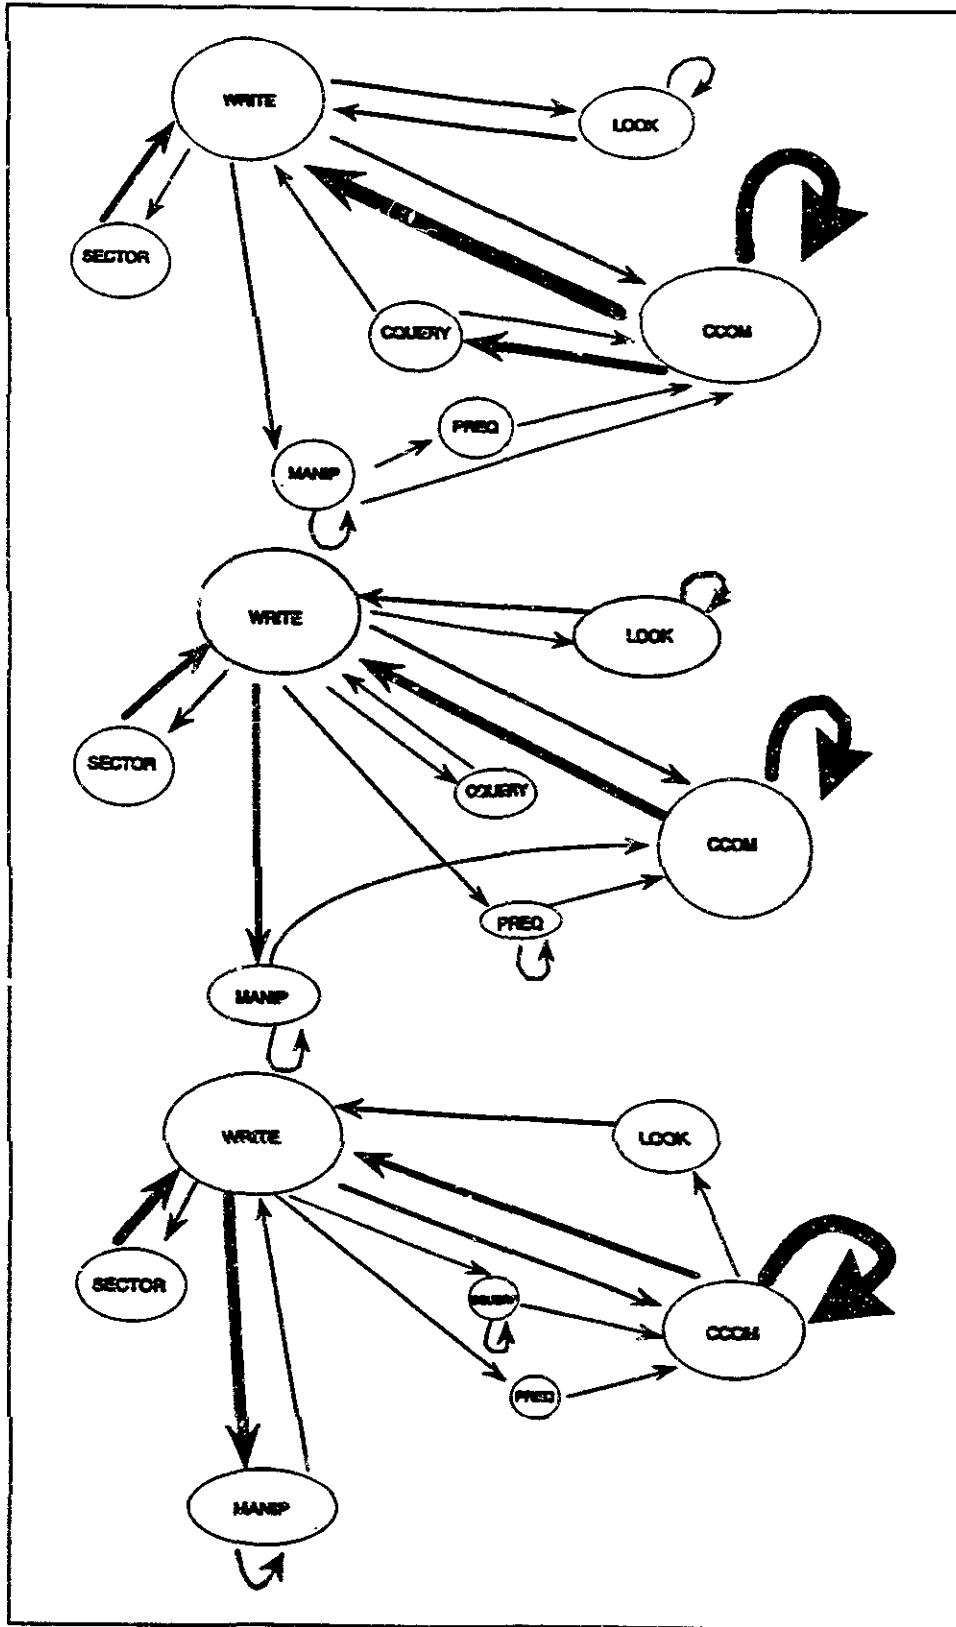 WRITE
LOOK
SECTOR
CQUERY
CCOM
PREQ
MANIP
WRITE
LOOK
SECTOR
CQUERY
CCOM
PREQ
MANIP
WRITE
LOOK
SECTOR
CQUERY
CCOM
PREQ
MANIP